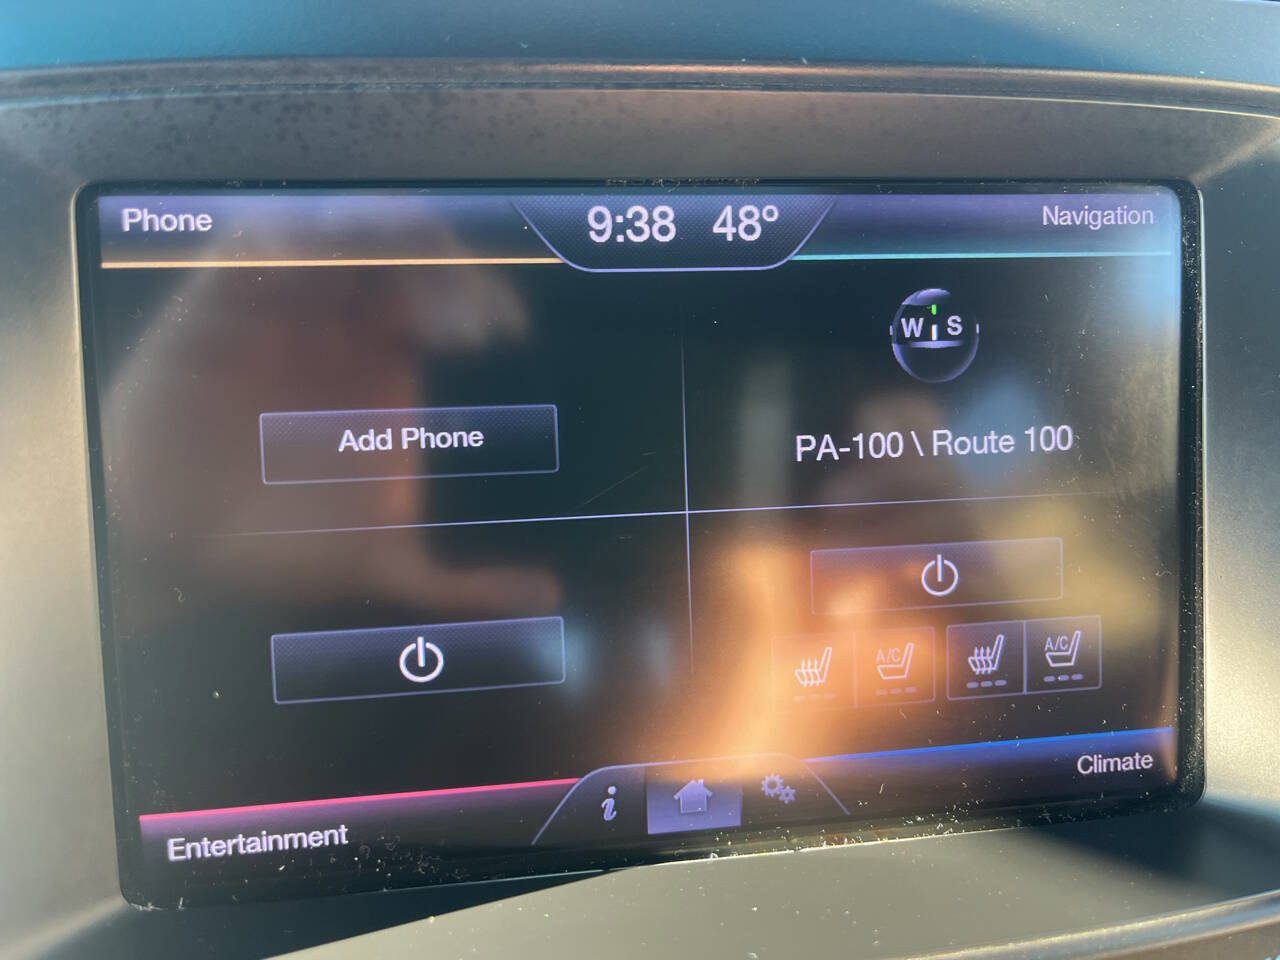 Phone
9:38 48°
Navigation
W S
Add Phone
PA-100 \ Route 100
A/C
A/C
Climate
i
Entertainment